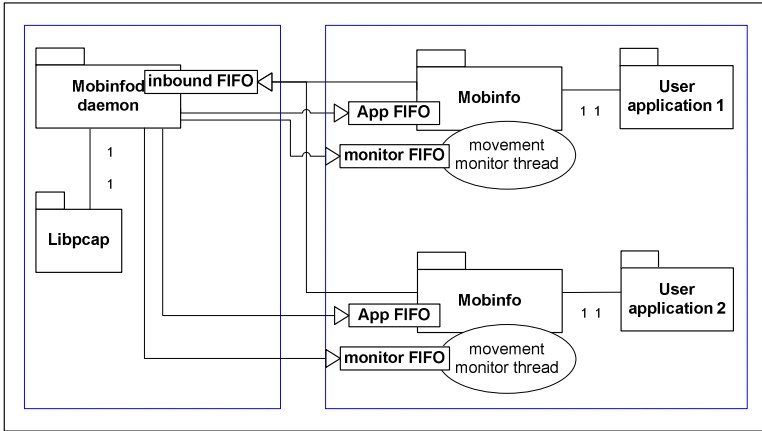 Mobinfod
daemon
inbound FIFO
1
1
Libpcap
Mobinfo
App FIFO
monitor FIFO
movement
monitor thread
1 1
User
application 1
Mobinfo
App FIFO
monitor FIFO
movement
monitor thread
1 1
User
application 2